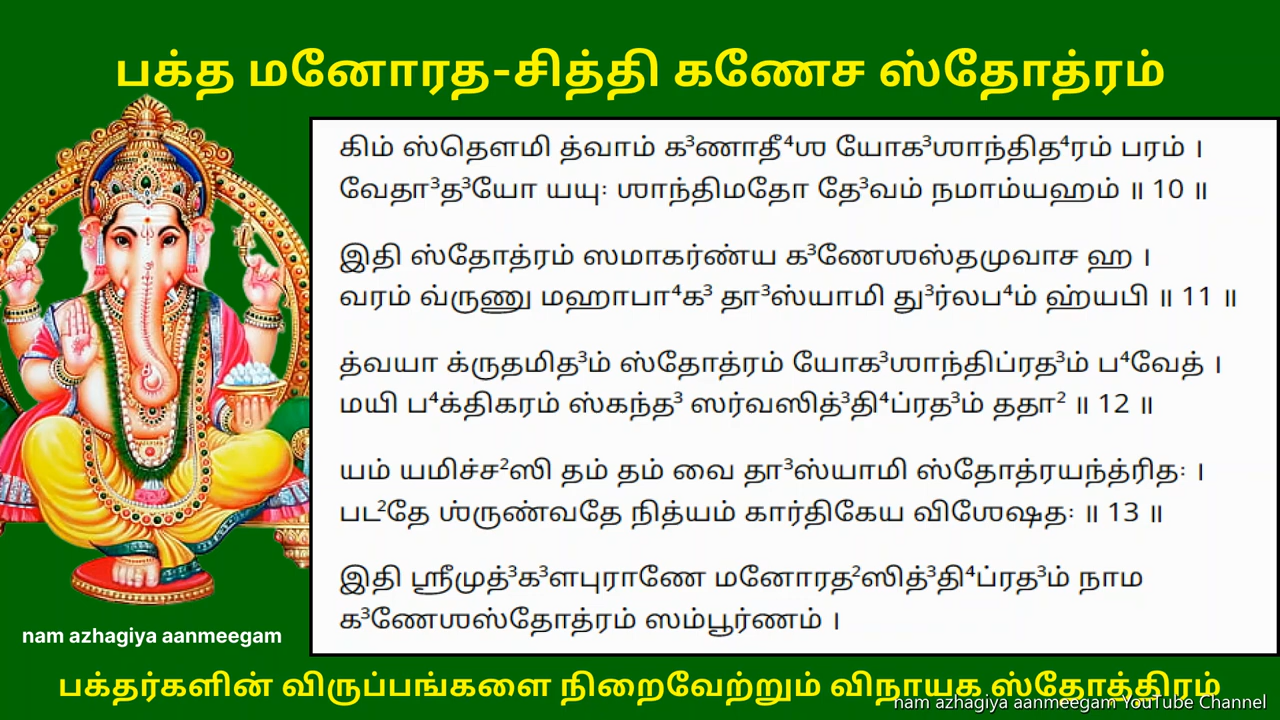 பக்த மனோரத-சித்தி கணேச ஸ்தோத்ரம்
கிம் ஸ்தௌமி த்வாம் க³ணாதீ⁴ஶ யோக³ஶாந்தித⁴ரம் பரம் ।
வேதா³த³யோ யயு꞉ ஶாந்திமதோ தே³வம் நமாம்யஹம் ॥ 10 ॥
இதி ஸ்தோத்ரம் ஸமாகர்ண்ய க³ணேஶஸ்தமுவாச ஹ ।
வரம் வ்ருணு மஹாபா⁴க³ தா³ஸ்யாமி து³ர்லப⁴ம் ஹ்யபி ॥ 11 ॥
த்வயா க்ருதமித³ம் ஸ்தோத்ரம் யோக³ஶாந்திப்ரத³ம் ப⁴வேத் ।
மயி ப⁴க்திகரம் ஸ்கந்த³ ஸர்வஸித்³தி⁴ப்ரத³ம் ததா² ॥ 12 ॥
யம் யமிச்ச²ஸி தம் தம் வை தா³ஸ்யாமி ஸ்தோத்ரயந்த்ரித꞉ ।
பட²தே ஶ்ருண்வதே நித்யம் கார்திகேய விஶேஷத꞉ ॥ 13 ॥
இதி ஶ்ரீமுத்³க³ளபுராணே மனோரத²ஸித்³தி⁴ப்ரத³ம் நாம
க³ணேஶஸ்தோத்ரம் ஸம்பூர்ணம் ।
nam azhagiya aanmeegam
பக்தர்களின் விருப்பங்களை நிறைவேற்றும் விநாயக ஸ்தோத்திரம்
nam azhagiya aanmeegam YouTube Channel